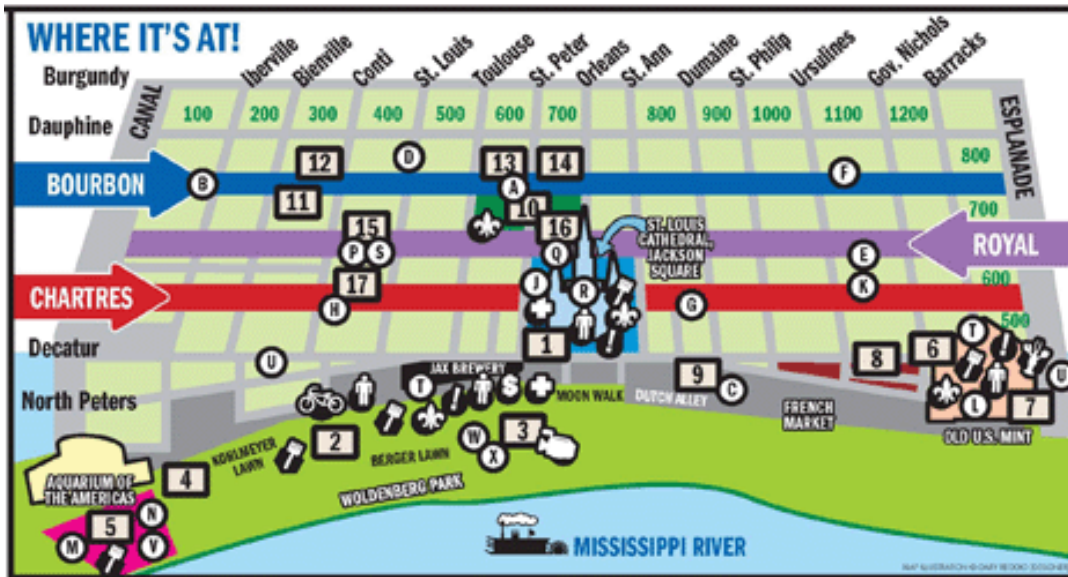 WHERE IT'S AT!
Burgundy
Iberville
Bienville
Conti
St. Louis
Toulouse
St. Peter
Orleans
St. Ann
Dumaine
St. Philip
Ursulines
Gov. Nichols
Barracks
CANAL
ESPLANADE
Dauphine
100 200 300 400 500 600 700 800 900 1000 1100 1200
12
D
13
14
F
800
BOURBON
B
A
11
10
700
15
16
ST. LOUIS
CATHEDRAL,
JACKSON
SQUARE
ROYAL
P
S
Q
E
600
CHARTRES
17
J
R
K
H
G
500
Decatur
1
T
6
8
U
JAX BREWERY
9
U
T
$
MOON WALK
DUTCH ALLEY
C
L
7
North Peters
FRENCH
MARKET
OLD U.S. MINT
2
3
W
X
KOHLMEYER
LAWN
BERGER LAWN
4
WOLDENBERG PARK
AQUARIUM OF
THE AMERICAS
5
N
M
V
MISSISSIPPI RIVER